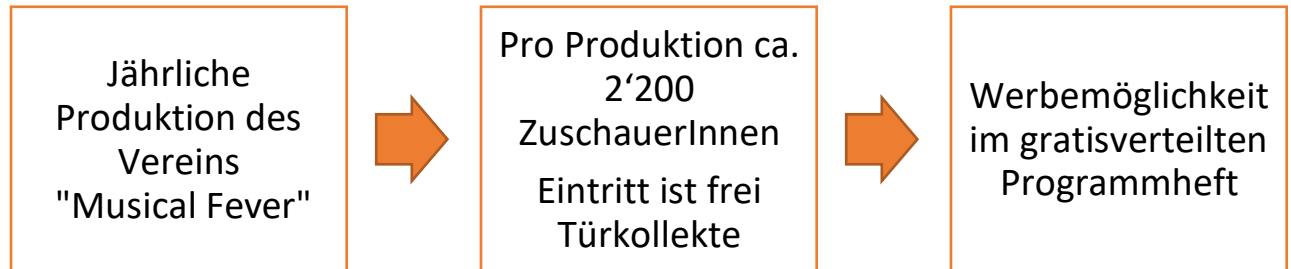 Jährliche
Produktion des
Vereins
"Musical Fever"
Pro Produktion ca.
2‘200
ZuschauerInnen
Eintritt ist frei
Türkollekte
Werbemöglichkeit
im gratisverteilten
Programmheft